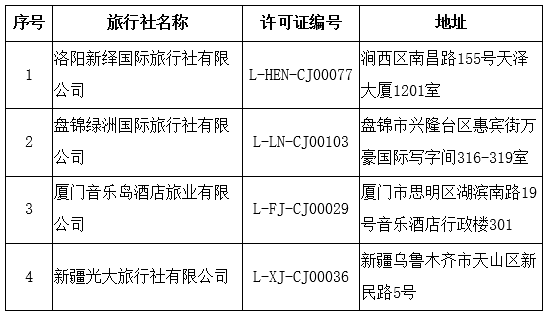 序号 旅行社名称 许可证编号 地址
1 洛阳新绎国际旅行社有限公司 L-HEN-CJ00077 涧西区南昌路155号天泽大厦1201室
2 盘锦绿洲国际旅行社有限公司 L-LN-CJ00103 盘锦市兴隆台区惠宾街万豪国际写字间316-319室
3 厦门音乐岛酒店旅业有限公司 L-FJ-CJ00029 厦门市思明区湖滨南路19号音乐酒店行政楼301
4 新疆光大旅行社有限公司 L-XJ-CJ00036 新疆乌鲁木齐市天山区新民路5号